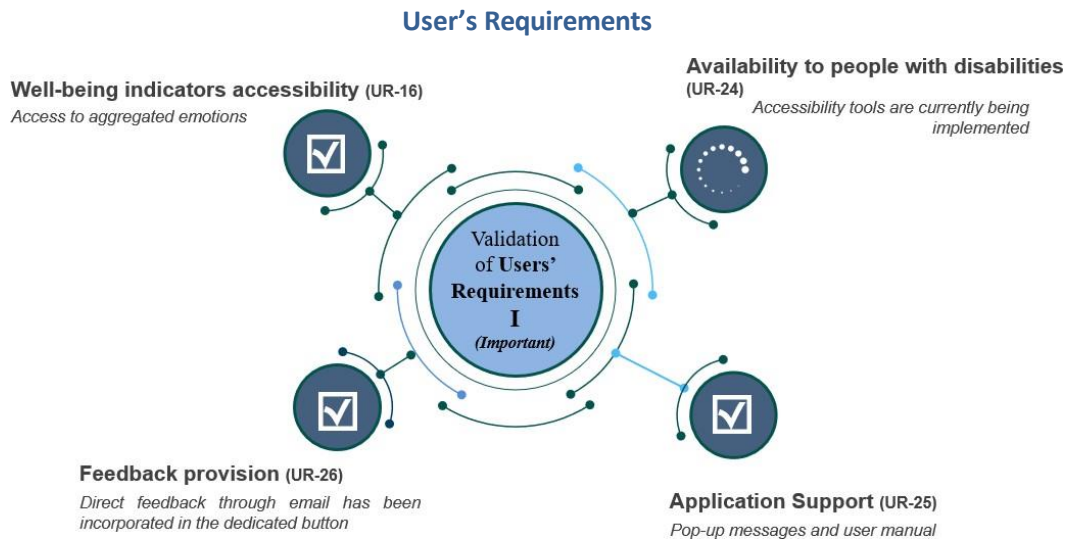 User’s Requirements
Well-being indicators accessibility (UR-16)
Access to aggregated emotions
Availability to people with disabilities
(UR-24)
Accessibility tools are currently being
implemented
Validation
of Users’
Requirements
I
(Important)
Feedback provision (UR-26)
Direct feedback through email has been
incorporated in the dedicated button
Application Support (UR-25)
Pop-up messages and user manual